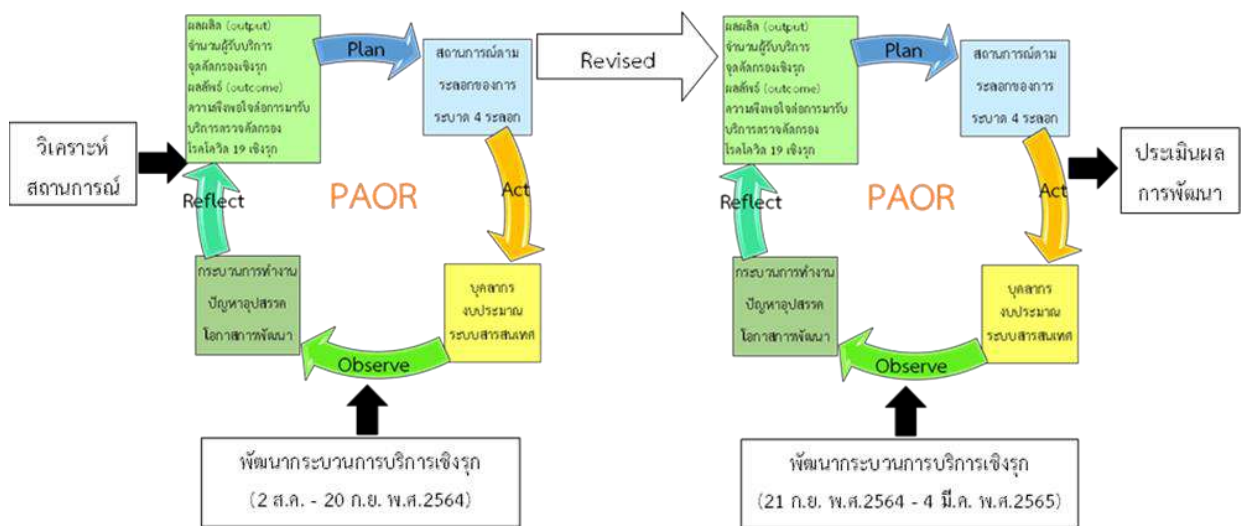 วิเคราะห์
สถานการณ์
ผลผลิต (output)
จำนวนผู้รับบริการ
จุดคัดกรองเชิงรุก
ผลลัพธ์ (outcome)
ความพึงพอใจต่อการมารับ
บริการตรวจคัดกรอง
โรคโควิด 19 เชิงรุก
Plan
สถานการณ์ตาม
ระลอกของการ
ระบาด 4 ระลอก
Reflect
PAOR
Act
กระบวนการทำงาน
ปัญหาอุปสรรค
โอกาสการพัฒนา
บุคลากร
งบประมาณ
ระบบสารสนเทศ
Observe
พัฒนากระบวนการบริการเชิงรุก
(2 ส.ค. - 20 ก.ย. พ.ศ.2564)
Revised
ผลผลิต (output)
จำนวนผู้รับบริการ
จุดคัดกรองเชิงรุก
ผลลัพธ์ (outcome)
ความพึงพอใจต่อการมารับ
บริการตรวจคัดกรอง
โรคโควิด 19 เชิงรุก
Plan
สถานการณ์ตาม
ระลอกของการ
ระบาด 4 ระลอก
Reflect
PAOR
Act
กระบวนการทำงาน
ปัญหาอุปสรรค
โอกาสการพัฒนา
บุคลากร
งบประมาณ
ระบบสารสนเทศ
Observe
พัฒนากระบวนการบริการเชิงรุก
(21 ก.ย. พ.ศ.2564 - 4 มี.ค. พ.ศ.2565)
ประเมินผล
การพัฒนา